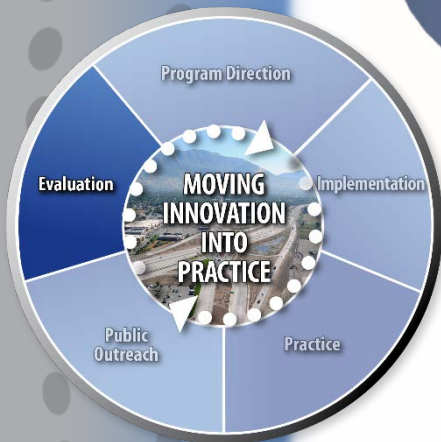 Program Direction
Evaluation
MOVING
INNOVATION
INTO
PRACTICE
Implementation
Public
Outreach
Practice